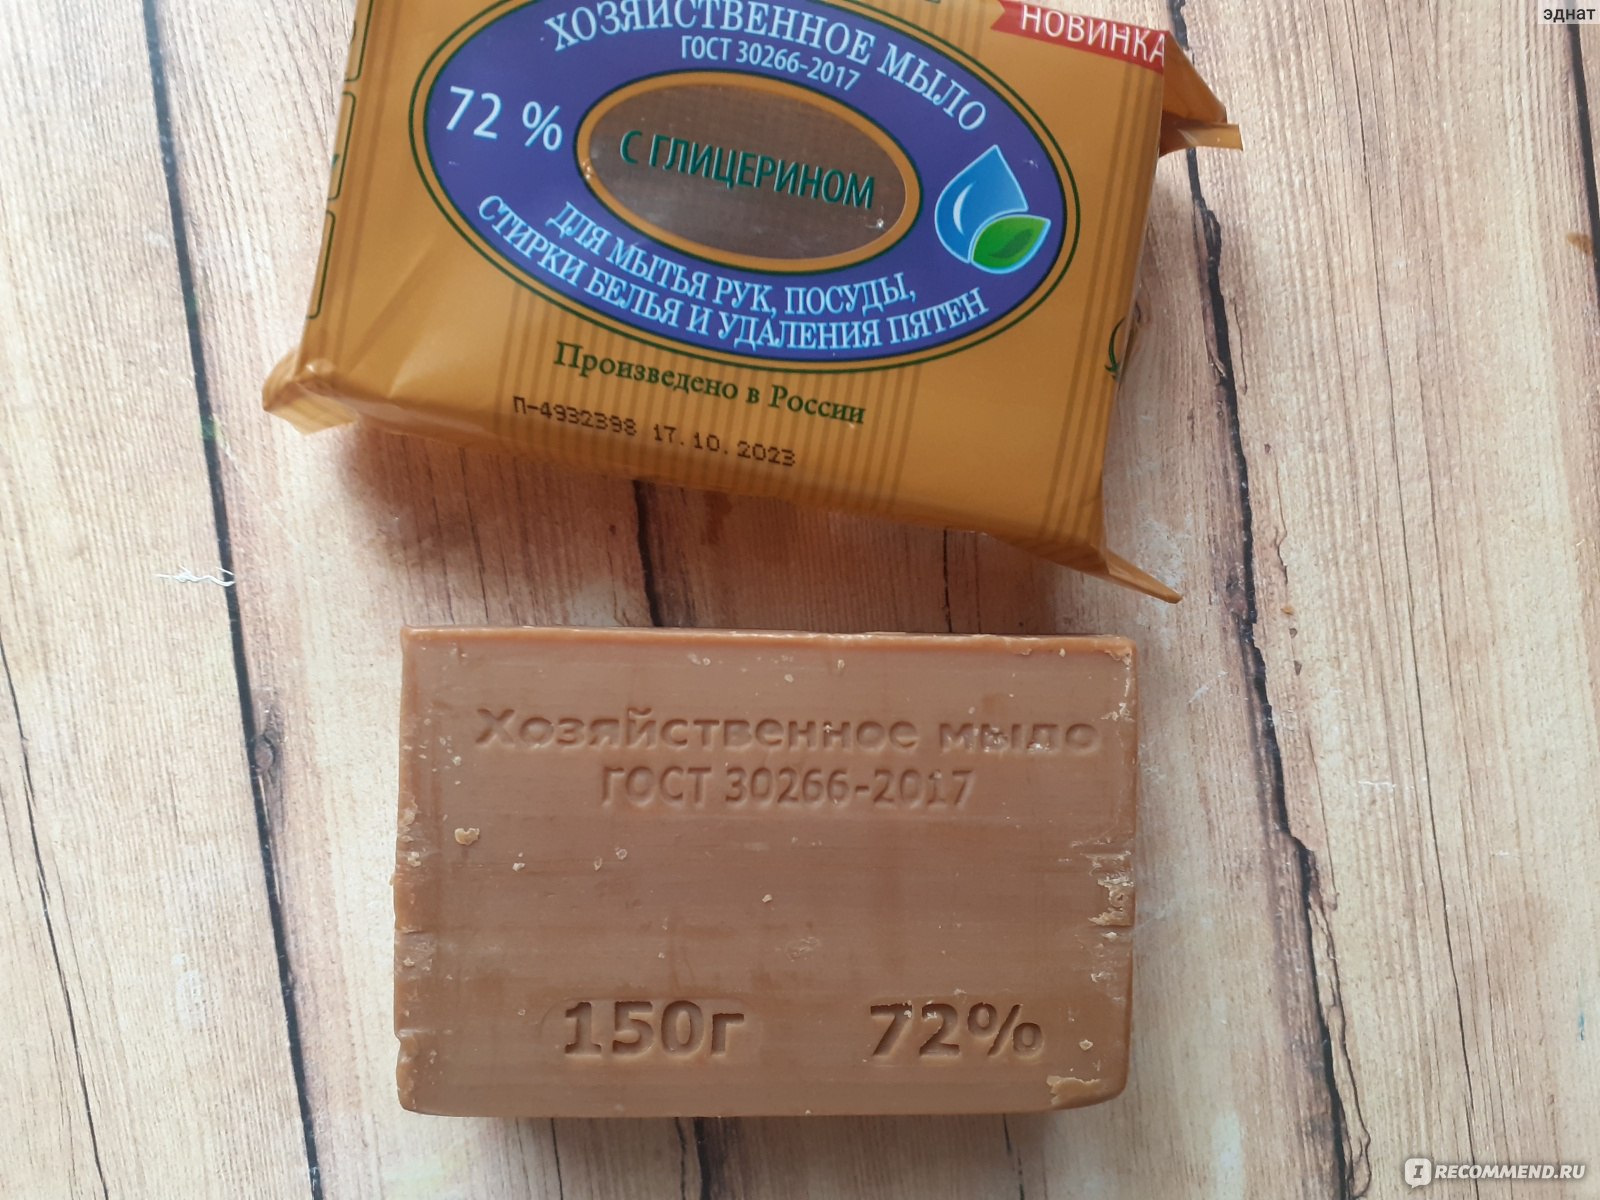 эднат
НОВИНКА
ХОЗЯЙСТВЕННОЕ МЫЛО
ГОСТ 30266-2017
72 %
С ГЛИЦЕРИНОМ
ДЛЯ МЫТЬЯ РУК, ПОСУДЫ,
СТИРКИ БЕЛЬЯ И УДАЛЕНИЯ ПЯТЕН
Произведено в России
П-4932398 17.10.2023
Хозяйственное мыло
ГОСТ 30266-2017
150г 72%
IRECOMMEND.RU